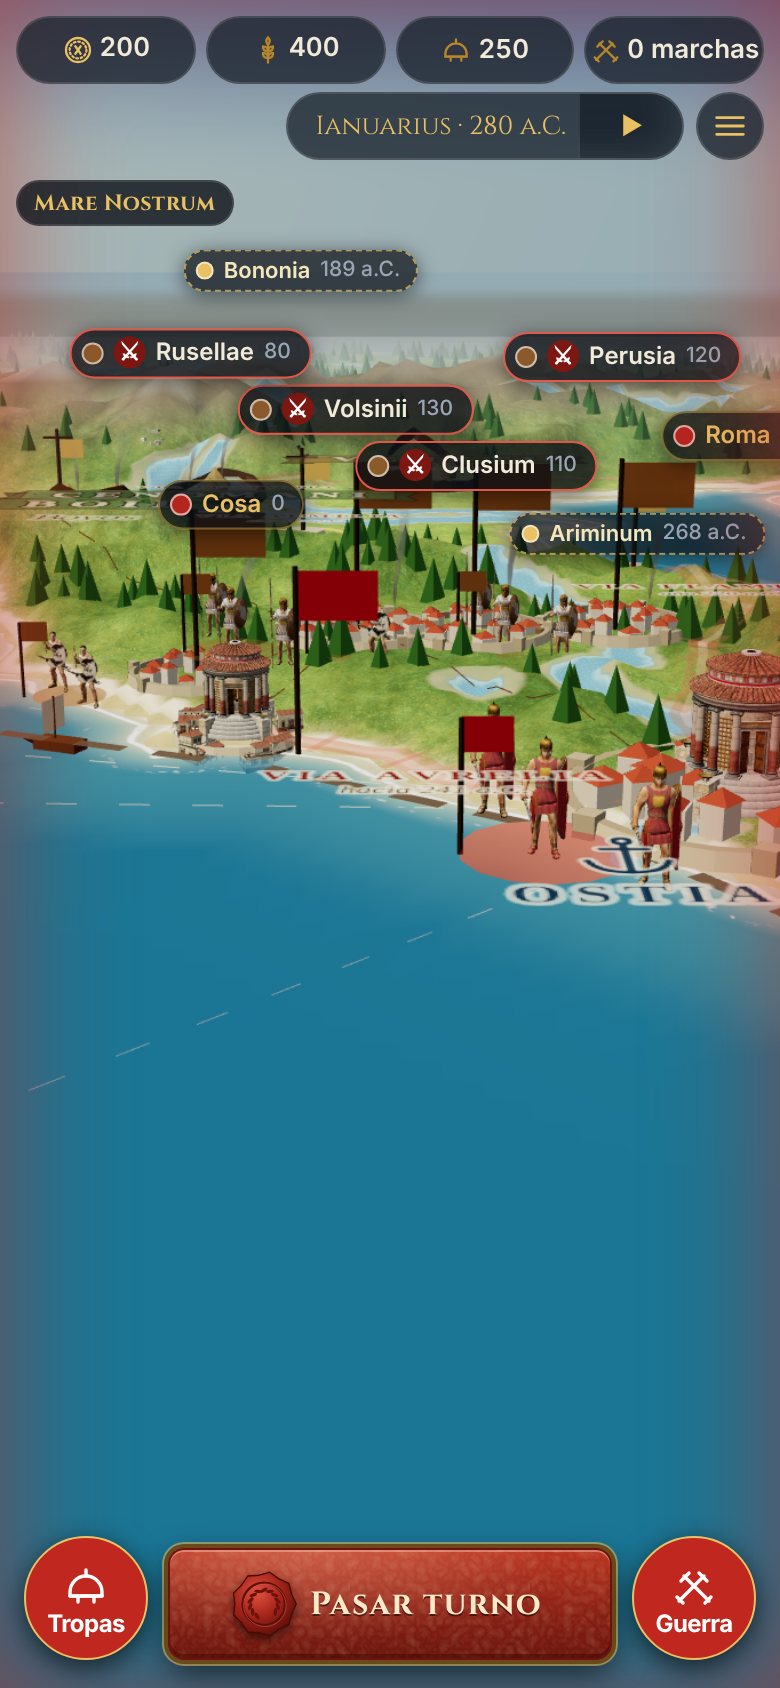 200
400
250
0 marchas
Ianuarius · 280 a.C.
Mare Nostrum
Bononia 189 a.C.
Rusellae 80
Perusia 120
Volsinii 130
Roma
Clusium 110
Cosa 0
Ariminum 268 a.C.
VIA AVRELIA
OSTIA
Tropas
Pasar turno
Guerra